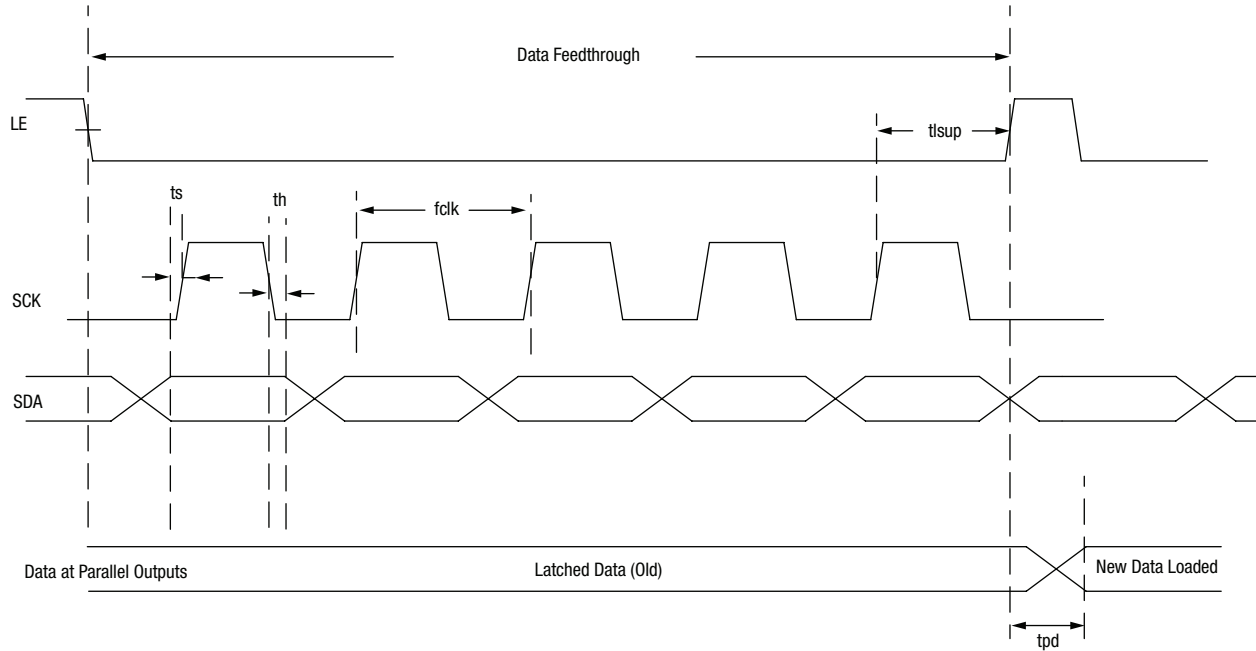 Data Feedthrough
LE
tlsup
ts
th
fclk
SCK
SDA
Data at Parallel Outputs
Latched Data (Old)
New Data Loaded
tpd